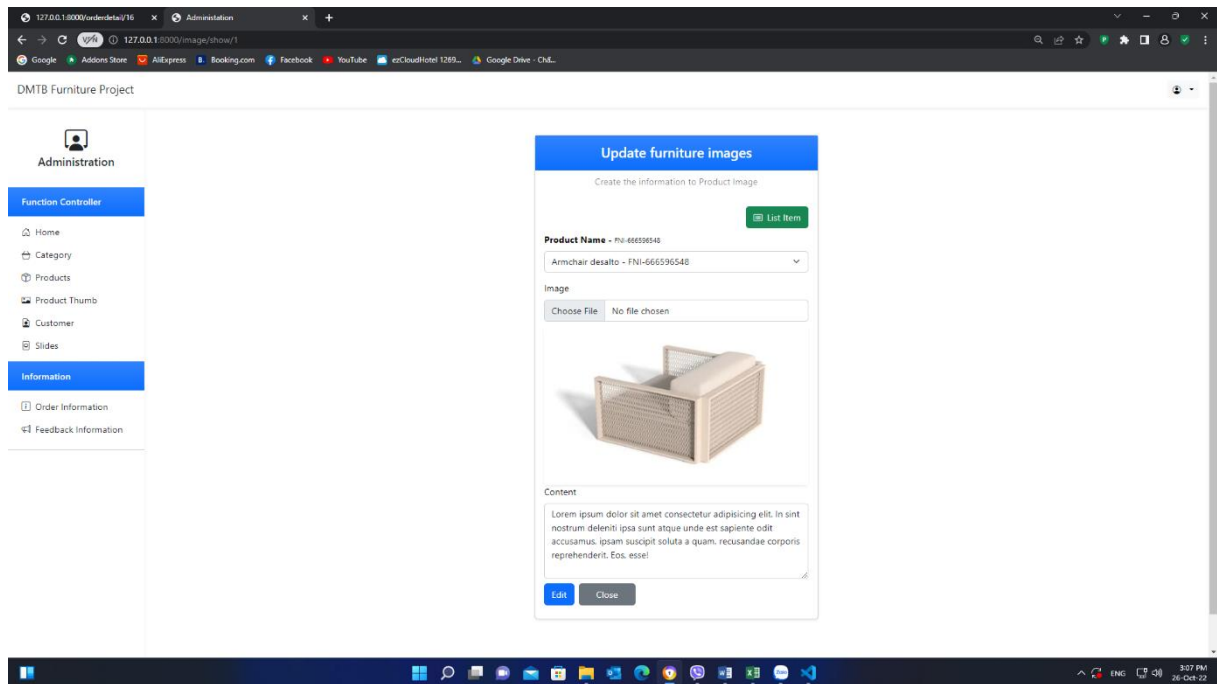 127.0.0.1:8000/orderdetail/16
Administation
VPN
127.0.0.1:8000/image/show/1
Google
Addons Store
AliExpress
B. Booking.com
Facebook
YouTube
ezCloudHotel 1269...
Google Drive - Chấ...
DMTB Furniture Project
Administration
Function Controller
Home
Category
Products
Product Thumb
Customer
Slides
Information
Order Information
Feedback Information
Update furniture images
Create the information to Product Image
List Item
Product Name - FNI-666596548
Armchair desalto - FNI-666596548
Image
Choose File No file chosen
Content
Lorem ipsum dolor sit amet consectetur adipisicing elit. In sint
nostrum deleniti ipsa sunt atque unde est sapiente odit
accusamus, ipsam suscipit soluta a quam, recusandae corporis
reprehenderit. Eos, esse!
Edit
Close
ENG
3:07 PM
26-Oct-22